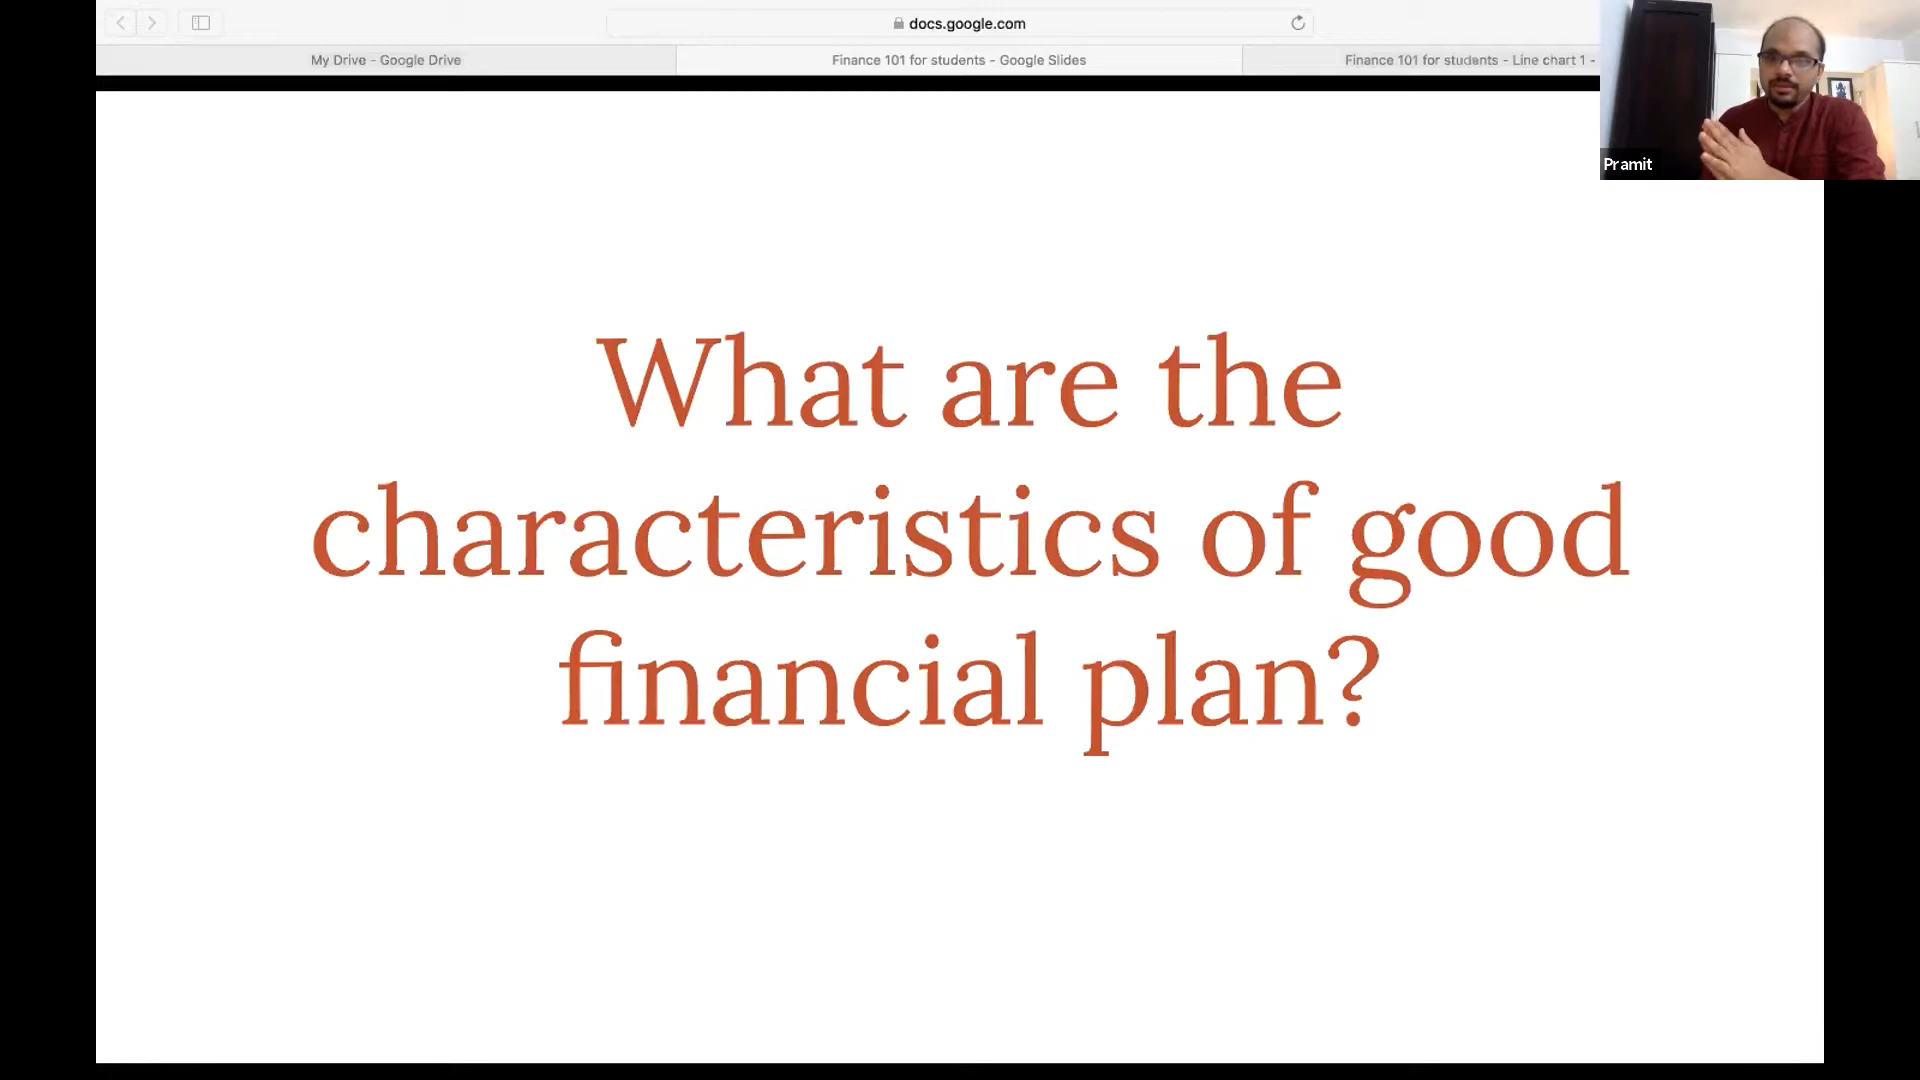 docs.google.com
My Drive - Google Drive
Finance 101 for students - Google Slides
Finance 101 for students - Line chart 1 -
Pramit
What are the
characteristics of good
financial plan?